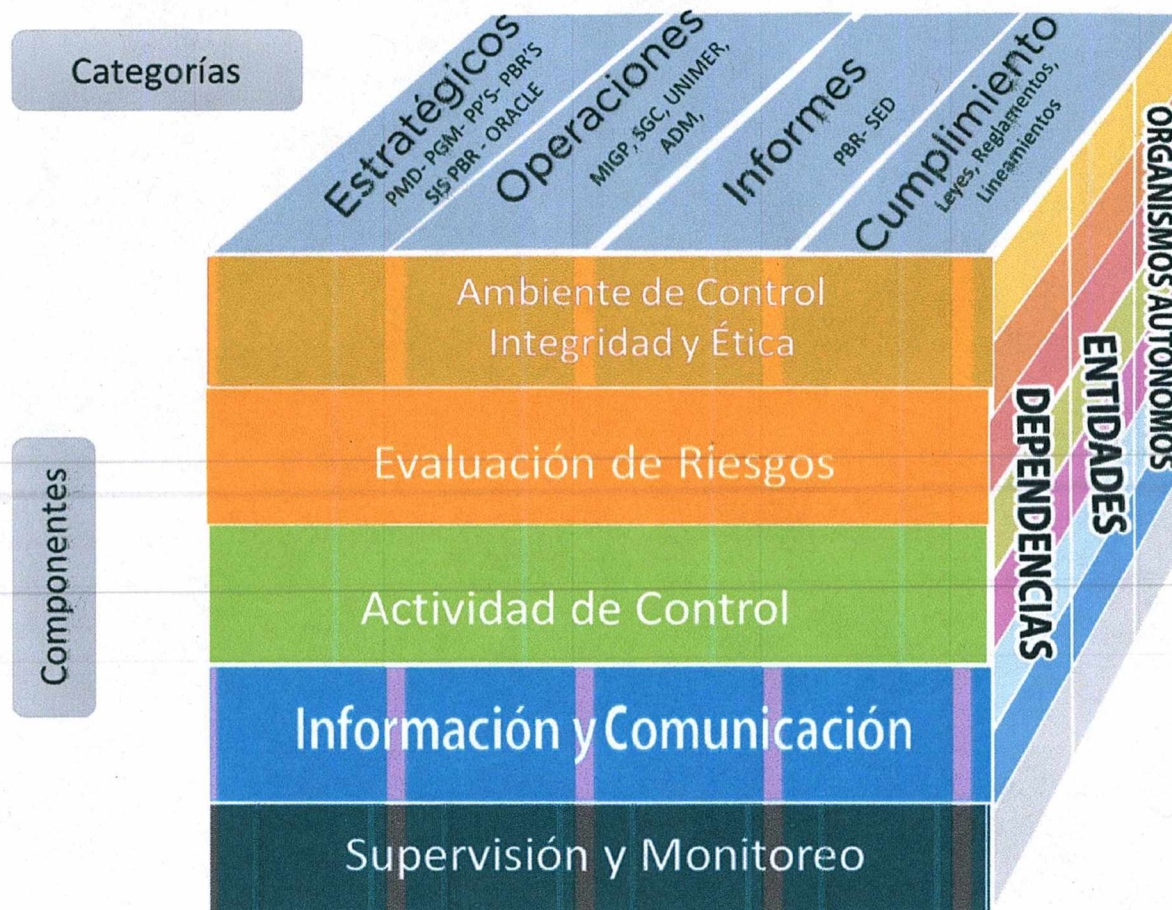 Categorías
Estratégicos
PMD- PGM- PP'S- PBR'S
SIS PBR - ORACLE
Operaciones
MIGP, SGC, UNIMER,
ADM,
Informes
PBR- SED
Cumplimiento
Leyes, Reglamentos,
Lineamientos
Componentes
Ambiente de Control
Integridad y Ética
Evaluación de Riesgos
Actividad de Control
Información y Comunicación
Supervisión y Monitoreo
DEPENDENCIAS
ENTIDADES
ORGANISMOS AUTONOMOS